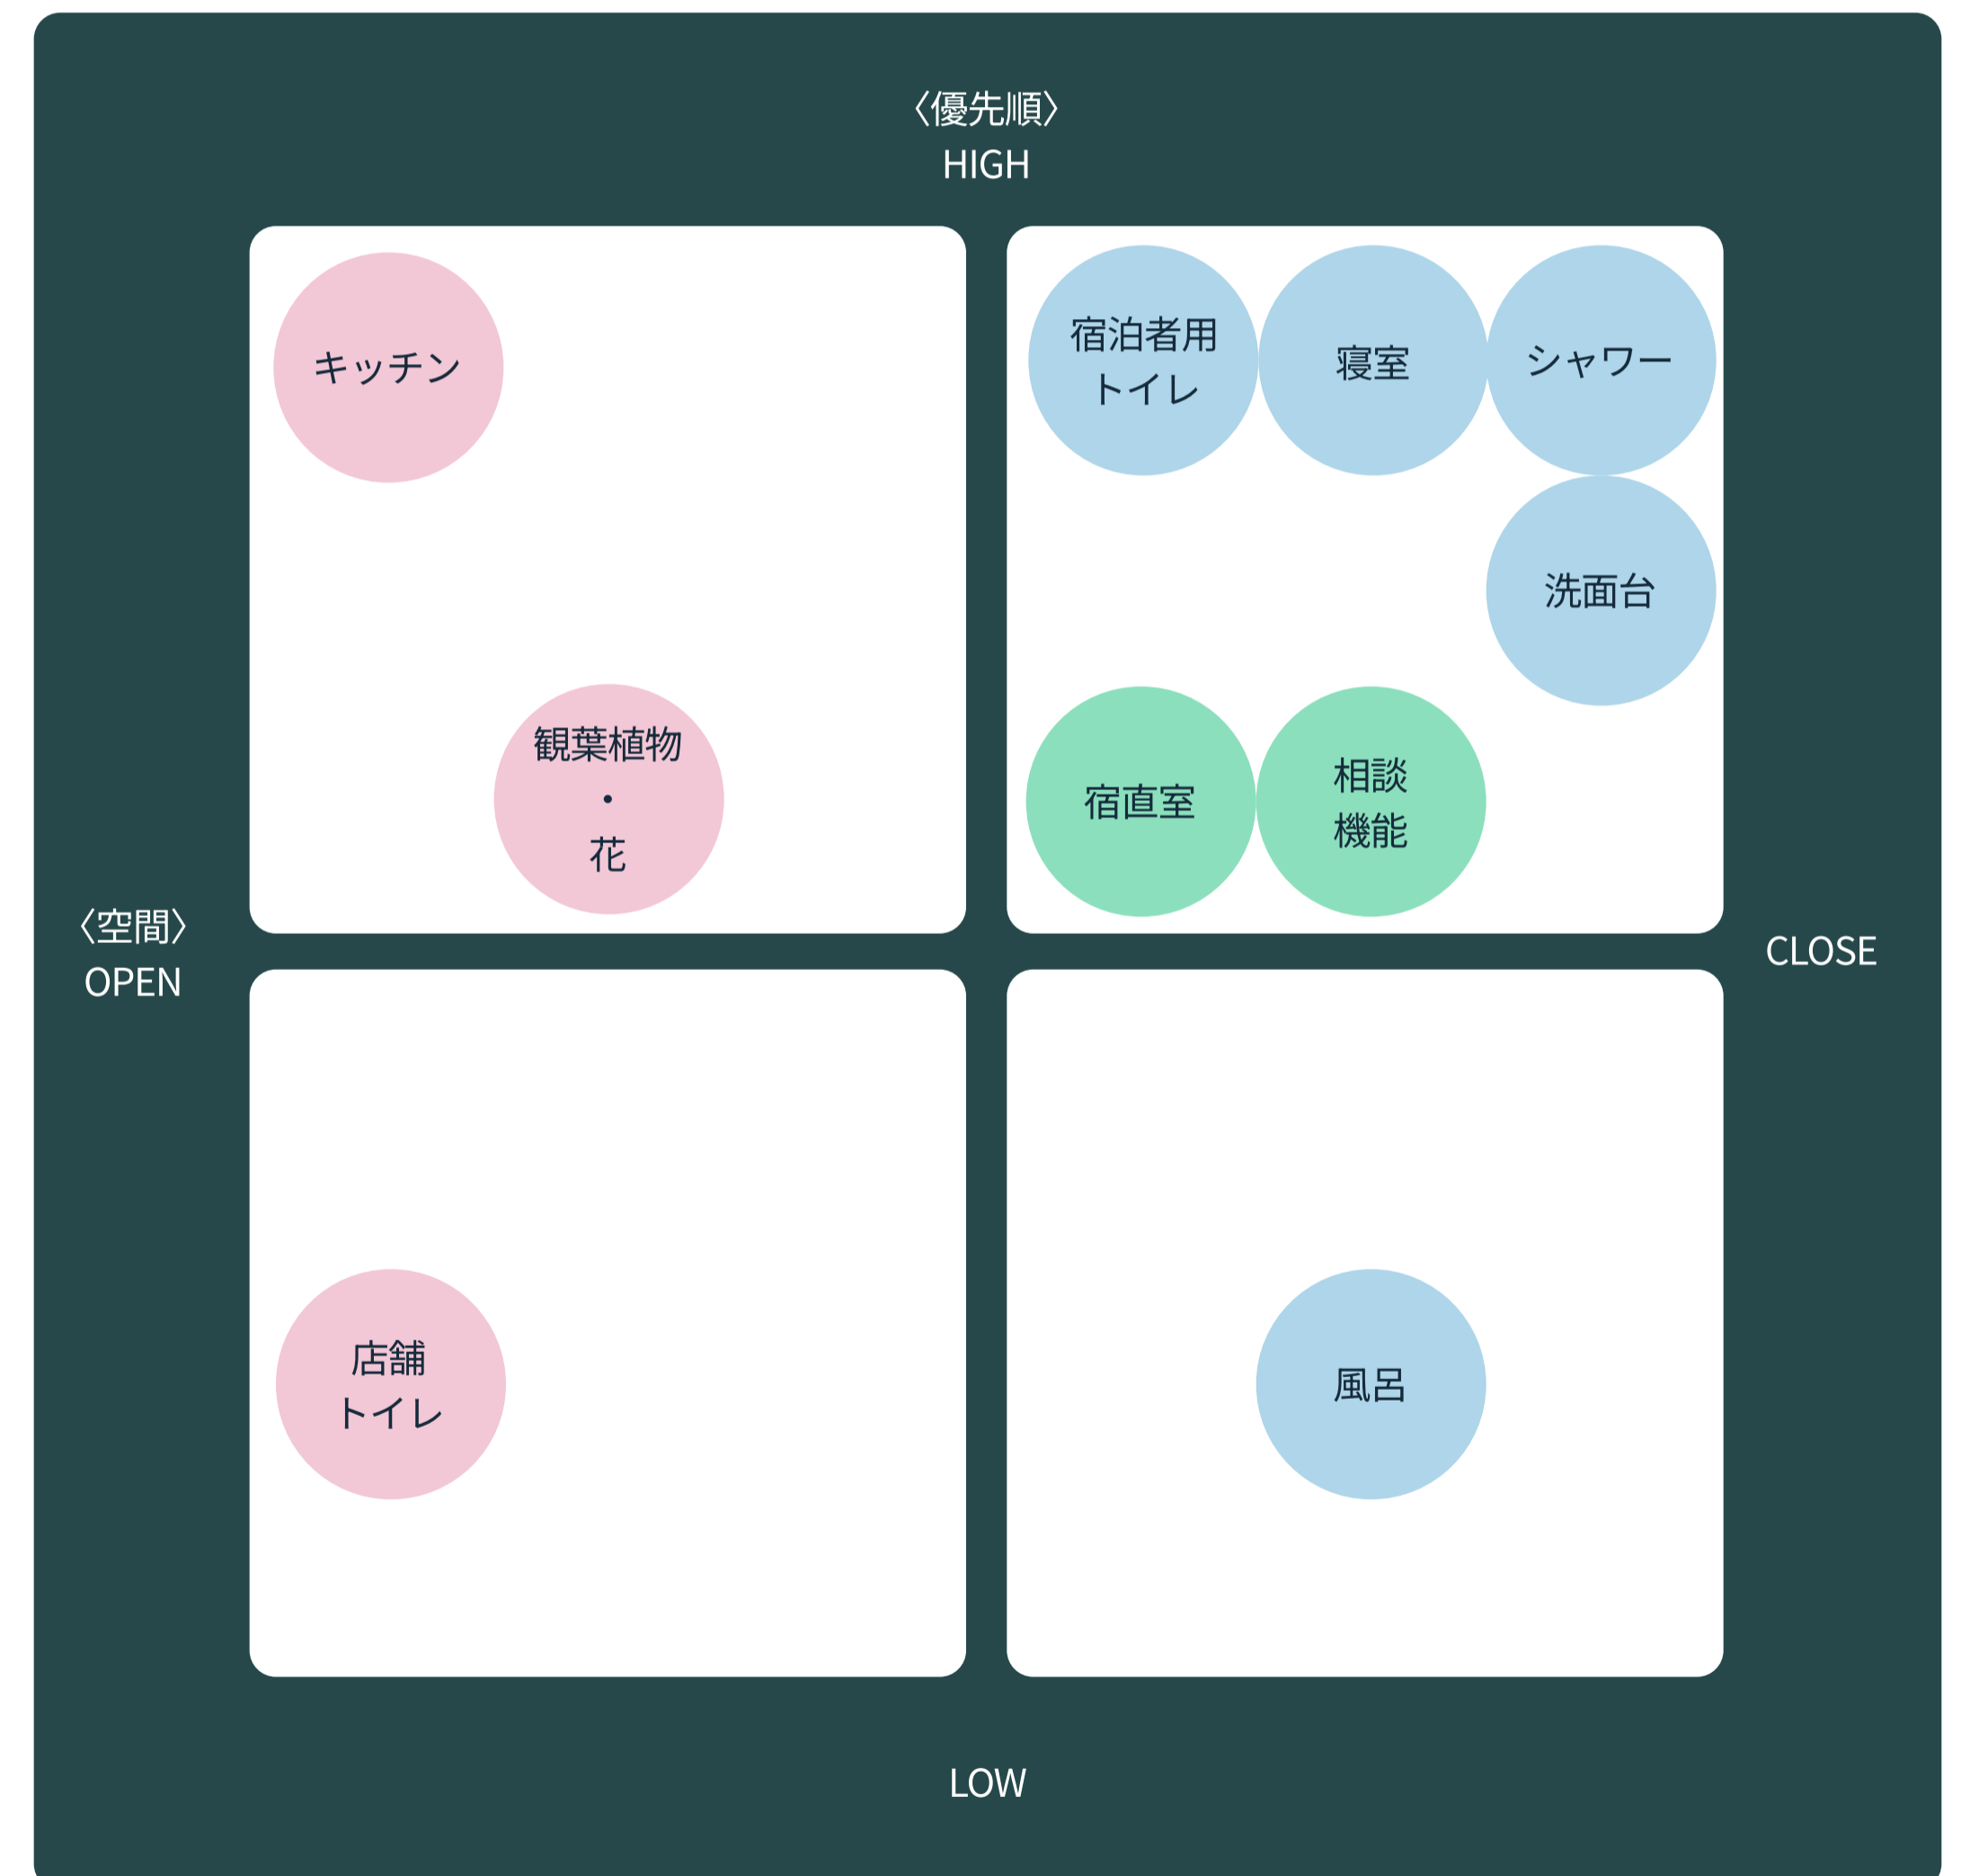 〈優先順〉
HIGH
キッチン
宿泊者用
トイレ
寝室
シャワー
洗面台
観葉植物
・
花
宿直室
相談
機能
〈空間〉
OPEN
CLOSE
店舗
トイレ
風呂
LOW